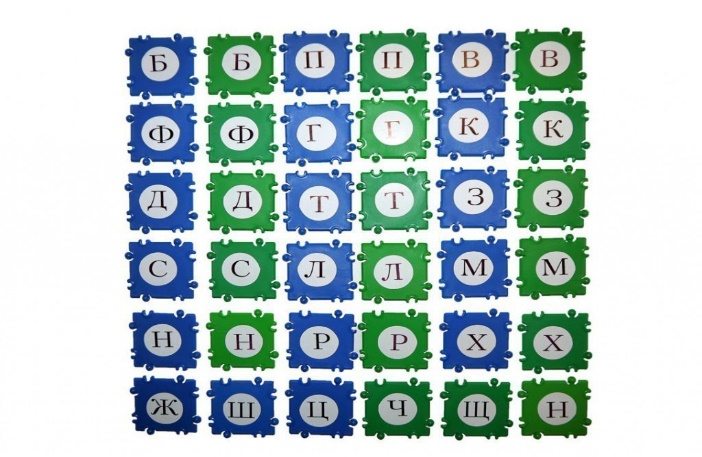 Б Б П П В В
Ф Ф Г Г К К
Д Д Т Т З З
С С Л Л М М
Н Н Р Р Х Х
Ж Ш Ц Ч Щ Н